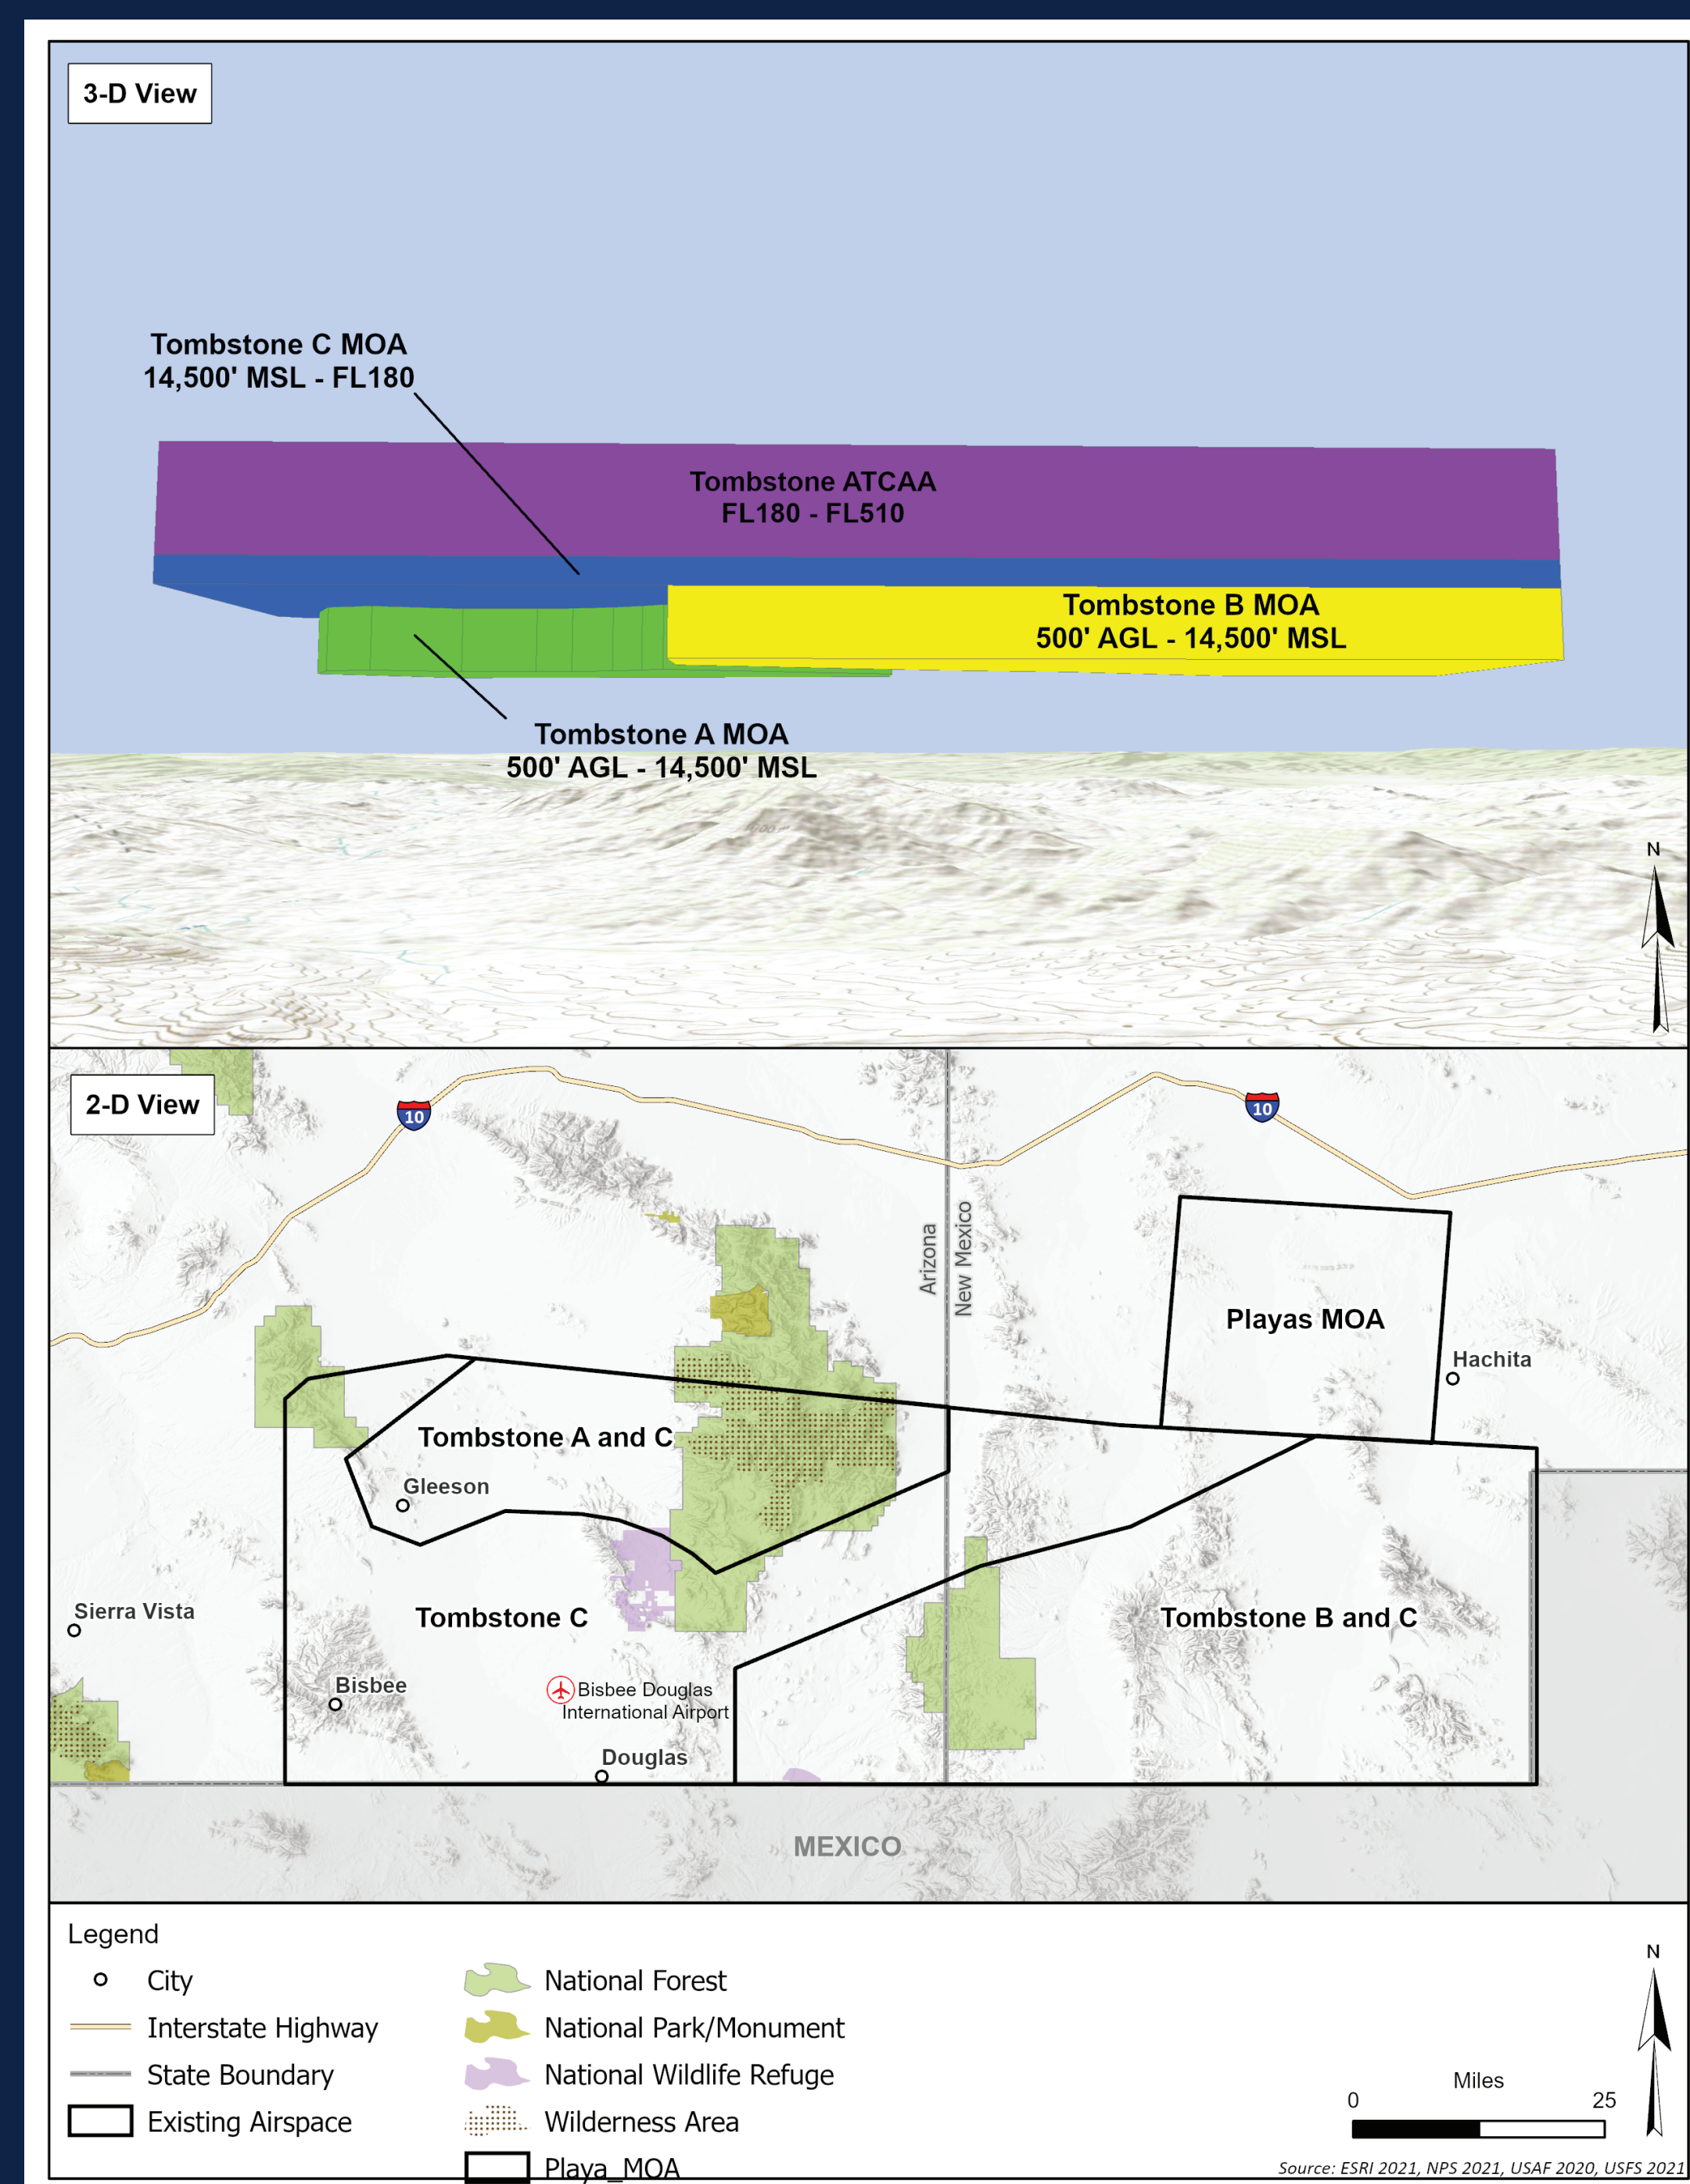 3-D View
Tombstone C MOA
14,500' MSL - FL180
Tombstone ATCAA
FL180 - FL510
Tombstone B MOA
500' AGL - 14,500' MSL
Tombstone A MOA
500' AGL - 14,500' MSL
N
2-D View
10
10
Arizona
New Mexico
Playas MOA
Hachita
Tombstone A and C
Gleeson
Sierra Vista
Tombstone C
Tombstone B and C
Bisbee
Bisbee Douglas
International Airport
Douglas
MEXICO
Legend
City
Interstate Highway
State Boundary
Existing Airspace
National Forest
National Park/Monument
National Wildlife Refuge
Wilderness Area
Playa_MOA
N
Miles
0 25
Source: ESRI 2021, NPS 2021, USAF 2020, USFS 2021